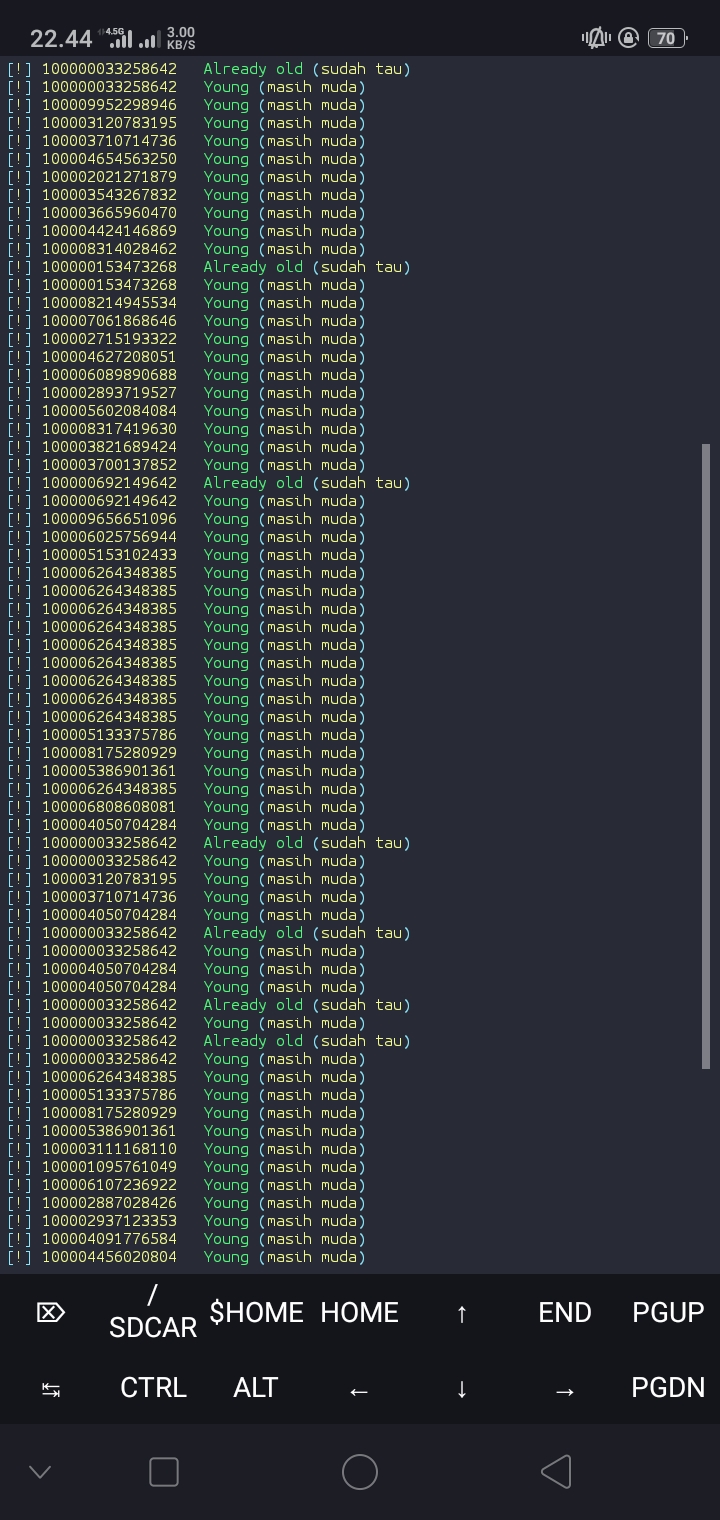 22.44 4.5G 3.00 KB/S 70
[!] 100000033258642 Already old (sudah tau)
[!] 100000033258642 Young (masih muda)
[!] 100009952298946 Young (masih muda)
[!] 100003120783195 Young (masih muda)
[!] 100003710714736 Young (masih muda)
[!] 100004654563250 Young (masih muda)
[!] 100002021271879 Young (masih muda)
[!] 100003543267832 Young (masih muda)
[!] 100003665960470 Young (masih muda)
[!] 100004424146869 Young (masih muda)
[!] 100008314028462 Young (masih muda)
[!] 100000153473268 Already old (sudah tau)
[!] 100000153473268 Young (masih muda)
[!] 100008214945534 Young (masih muda)
[!] 100007061868646 Young (masih muda)
[!] 100002715193322 Young (masih muda)
[!] 100004627208051 Young (masih muda)
[!] 100006089890688 Young (masih muda)
[!] 100002893719527 Young (masih muda)
[!] 100005602084084 Young (masih muda)
[!] 100008317419630 Young (masih muda)
[!] 100003821689424 Young (masih muda)
[!] 100003700137852 Young (masih muda)
[!] 100000692149642 Already old (sudah tau)
[!] 100000692149642 Young (masih muda)
[!] 100009656651096 Young (masih muda)
[!] 100006025756944 Young (masih muda)
[!] 100005153102433 Young (masih muda)
[!] 100006264348385 Young (masih muda)
[!] 100006264348385 Young (masih muda)
[!] 100006264348385 Young (masih muda)
[!] 100006264348385 Young (masih muda)
[!] 100006264348385 Young (masih muda)
[!] 100006264348385 Young (masih muda)
[!] 100006264348385 Young (masih muda)
[!] 100006264348385 Young (masih muda)
[!] 100006264348385 Young (masih muda)
[!] 100005133375786 Young (masih muda)
[!] 100008175280929 Young (masih muda)
[!] 100005386901361 Young (masih muda)
[!] 100006264348385 Young (masih muda)
[!] 100006808608081 Young (masih muda)
[!] 100004050704284 Young (masih muda)
[!] 100000033258642 Already old (sudah tau)
[!] 100000033258642 Young (masih muda)
[!] 100003120783195 Young (masih muda)
[!] 100003710714736 Young (masih muda)
[!] 100004050704284 Young (masih muda)
[!] 100000033258642 Already old (sudah tau)
[!] 100000033258642 Young (masih muda)
[!] 100004050704284 Young (masih muda)
[!] 100004050704284 Young (masih muda)
[!] 100000033258642 Already old (sudah tau)
[!] 100000033258642 Young (masih muda)
[!] 100000033258642 Already old (sudah tau)
[!] 100000033258642 Young (masih muda)
[!] 100006264348385 Young (masih muda)
[!] 100005133375786 Young (masih muda)
[!] 100008175280929 Young (masih muda)
[!] 100005386901361 Young (masih muda)
[!] 100003111168110 Young (masih muda)
[!] 100001095761049 Young (masih muda)
[!] 100006107236922 Young (masih muda)
[!] 100002887028426 Young (masih muda)
[!] 100002937123353 Young (masih muda)
[!] 100004091776584 Young (masih muda)
[!] 100004456020804 Young (masih muda)
/
SDCAR $HOME HOME ↑ END PGUP
CTRL ALT ← ↓ → PGDN